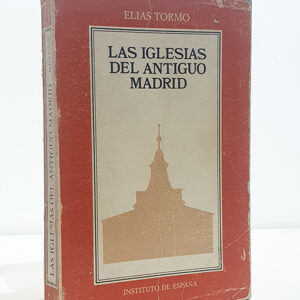 ELIAS TORMO
LAS IGLESIAS
DEL ANTIGUO
MADRID
INSTITUTO DE ESPAÑA
LAS IGLESIAS DEL ANTIGUO MADRID